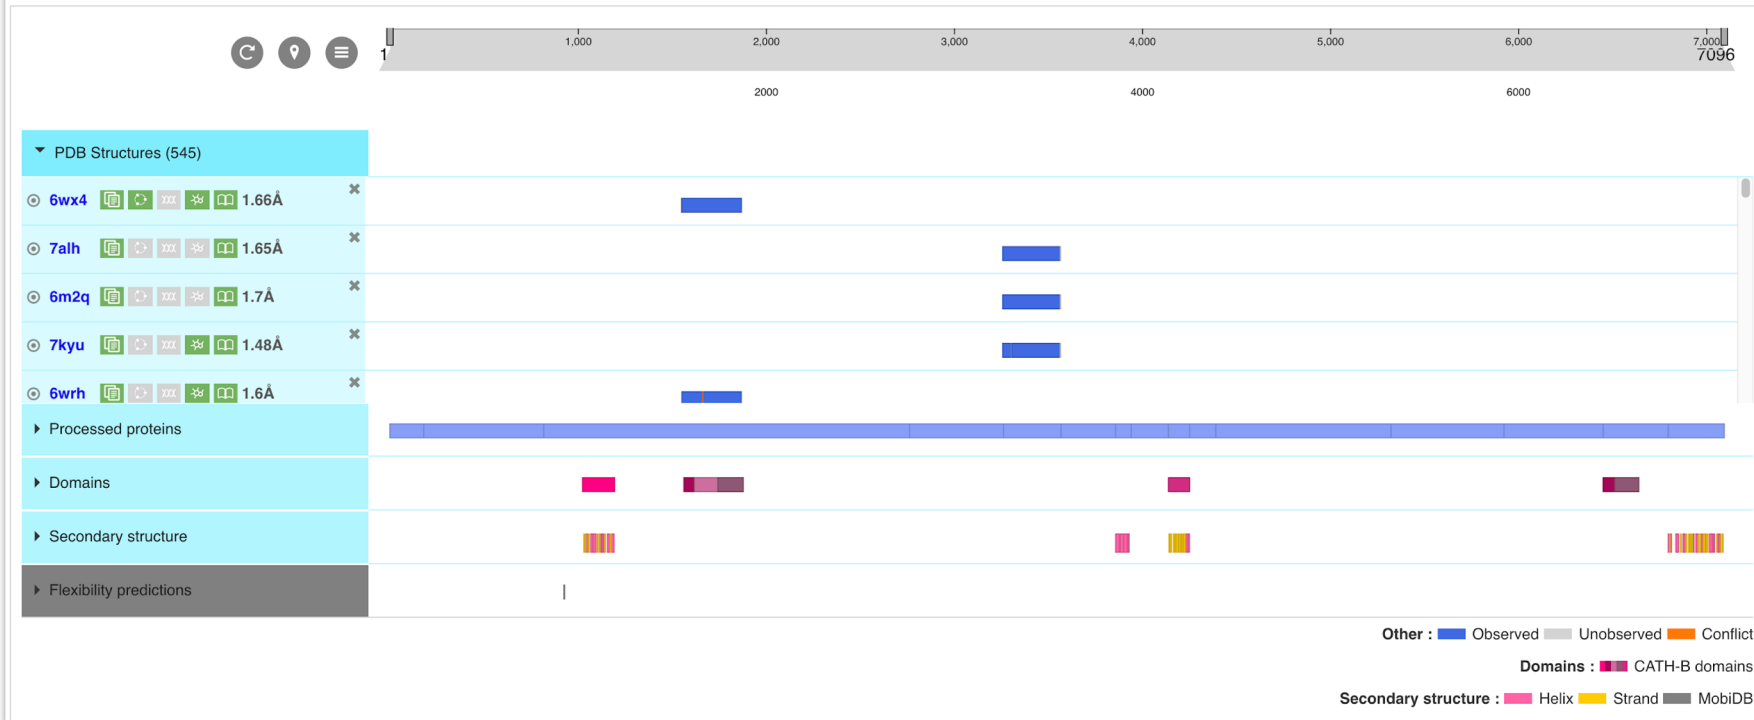 1,000 2,000 3,000 4,000 5,000 6,000 7,000
1 7096
2000 4000 6000
PDB Structures (545)
6wx4 1.66Å
7alh 1.65Å
6m2q 1.7Å
7kyu 1.48Å
6wrh 1.6Å
Processed proteins
Domains
Secondary structure
Flexibility predictions
Other : Observed Unobserved Conflict
Domains : CATH-B domains
Secondary structure : Helix Strand MobiDB